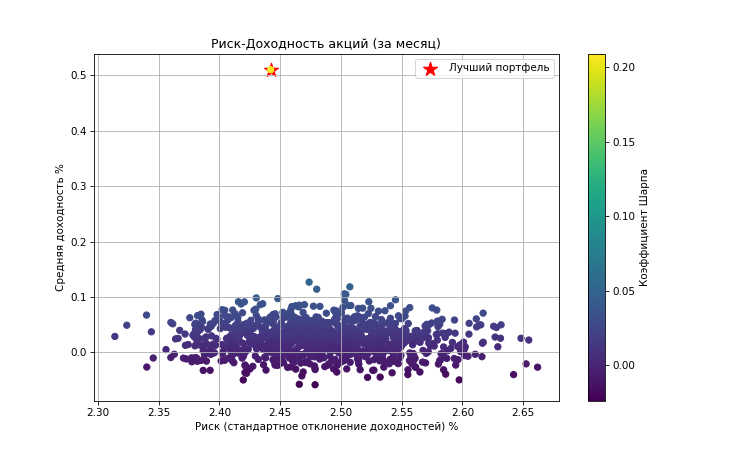 Риск-Доходность акций (за месяц)
Лучший портфель
0.5
0.4
0.3
0.2
0.1
0.0
Средняя доходность %
2.30 2.35 2.40 2.45 2.50 2.55 2.60 2.65
Риск (стандартное отклонение доходностей) %
0.20
0.15
0.10
0.05
0.00
Коэффициент Шарпа